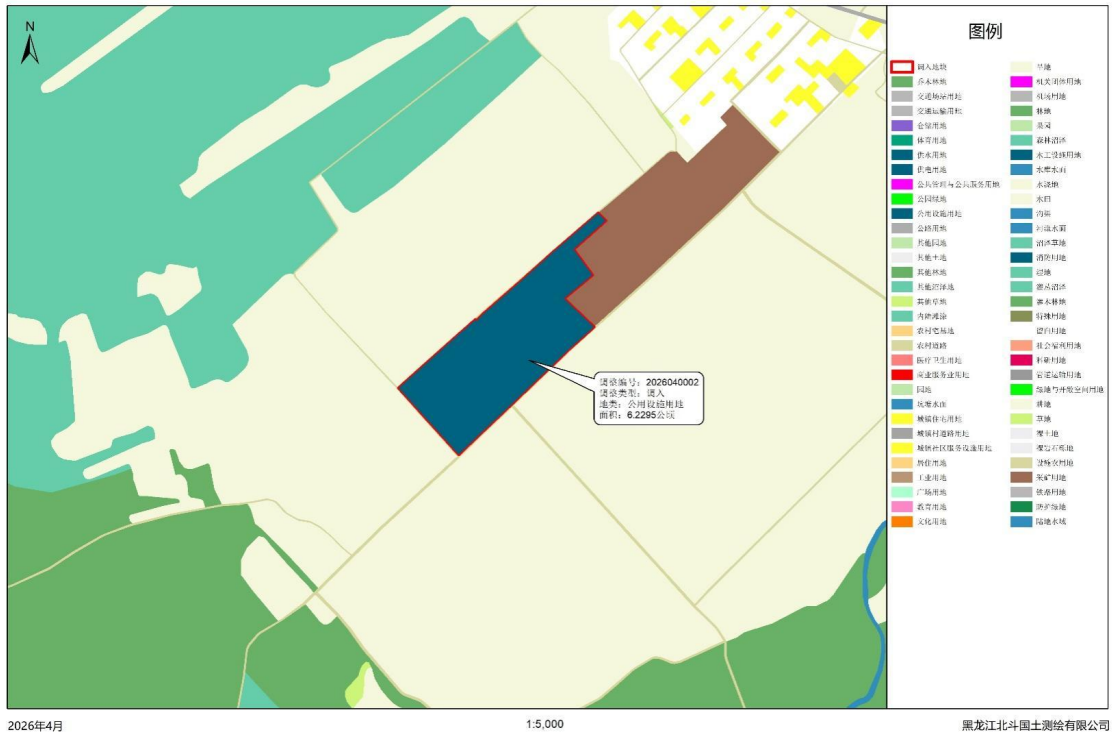 N
图例
调入地块
旱地
乔木林地
机关团体用地
交通场站用地
机场用地
交通运输用地
林地
仓储用地
果园
体育用地
森林沼泽
供水用地
水工设施用地
供电用地
水库水面
公共管理与公共服务用地
水浇地
公园绿地
水田
公用设施用地
沟渠
公路用地
河流水面
其他园地
沼泽草地
其他土地
消防用地
其他林地
湿地
其他沼泽地
灌丛沼泽
其他草地
灌木林地
内陆滩涂
特殊用地
农村宅基地
留白用地
农村道路
社会福利用地
医疗卫生用地
科研用地
商业服务业用地
管道运输用地
园地
绿地与开敞空间用地
坑塘水面
耕地
城镇住宅用地
草地
城镇村道路用地
裸土地
城镇社区服务设施用地
裸岩石砾地
居住用地
设施农用地
工业用地
采矿用地
广场用地
铁路用地
教育用地
防护绿地
文化用地
陆地水域
图录编号：2026040002
图录类型：调入
地类：公用设施用地
面积：6.2295公顷
2026年4月
1:5,000
黑龙江北斗国土测绘有限公司